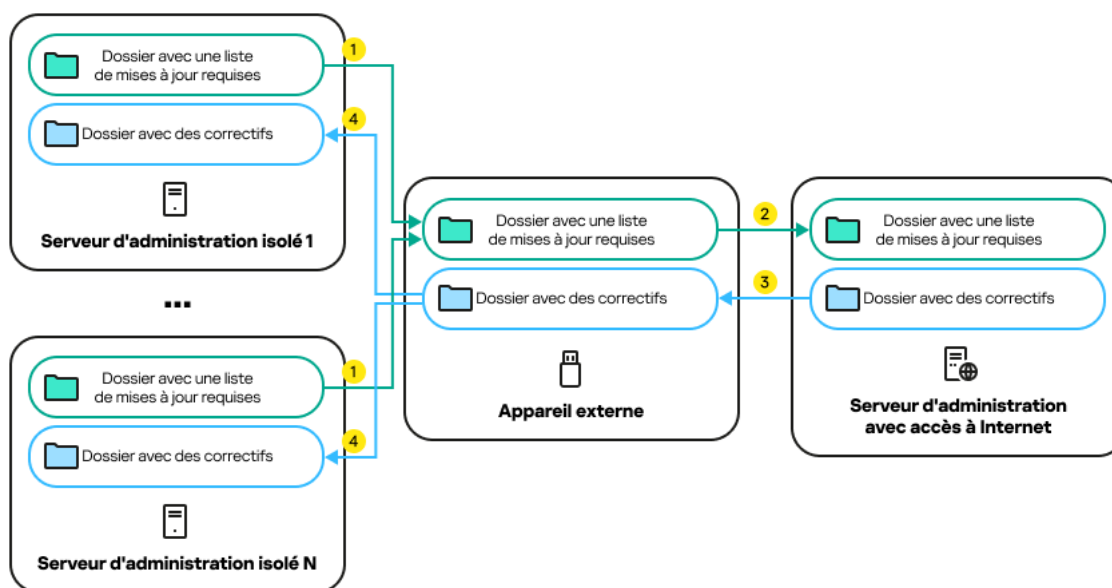 Dossier avec une liste
de mises à jour requises
1
Dossier avec des correctifs
4
Serveur d'administration isolé 1
...
Dossier avec une liste
de mises à jour requises
1
Dossier avec des correctifs
4
Serveur d'administration isolé N
Dossier avec une liste
de mises à jour requises
2
Dossier avec des correctifs
3
Appareil externe
Dossier avec une liste
de mises à jour requises
Dossier avec des correctifs
Serveur d'administration
avec accès à Internet